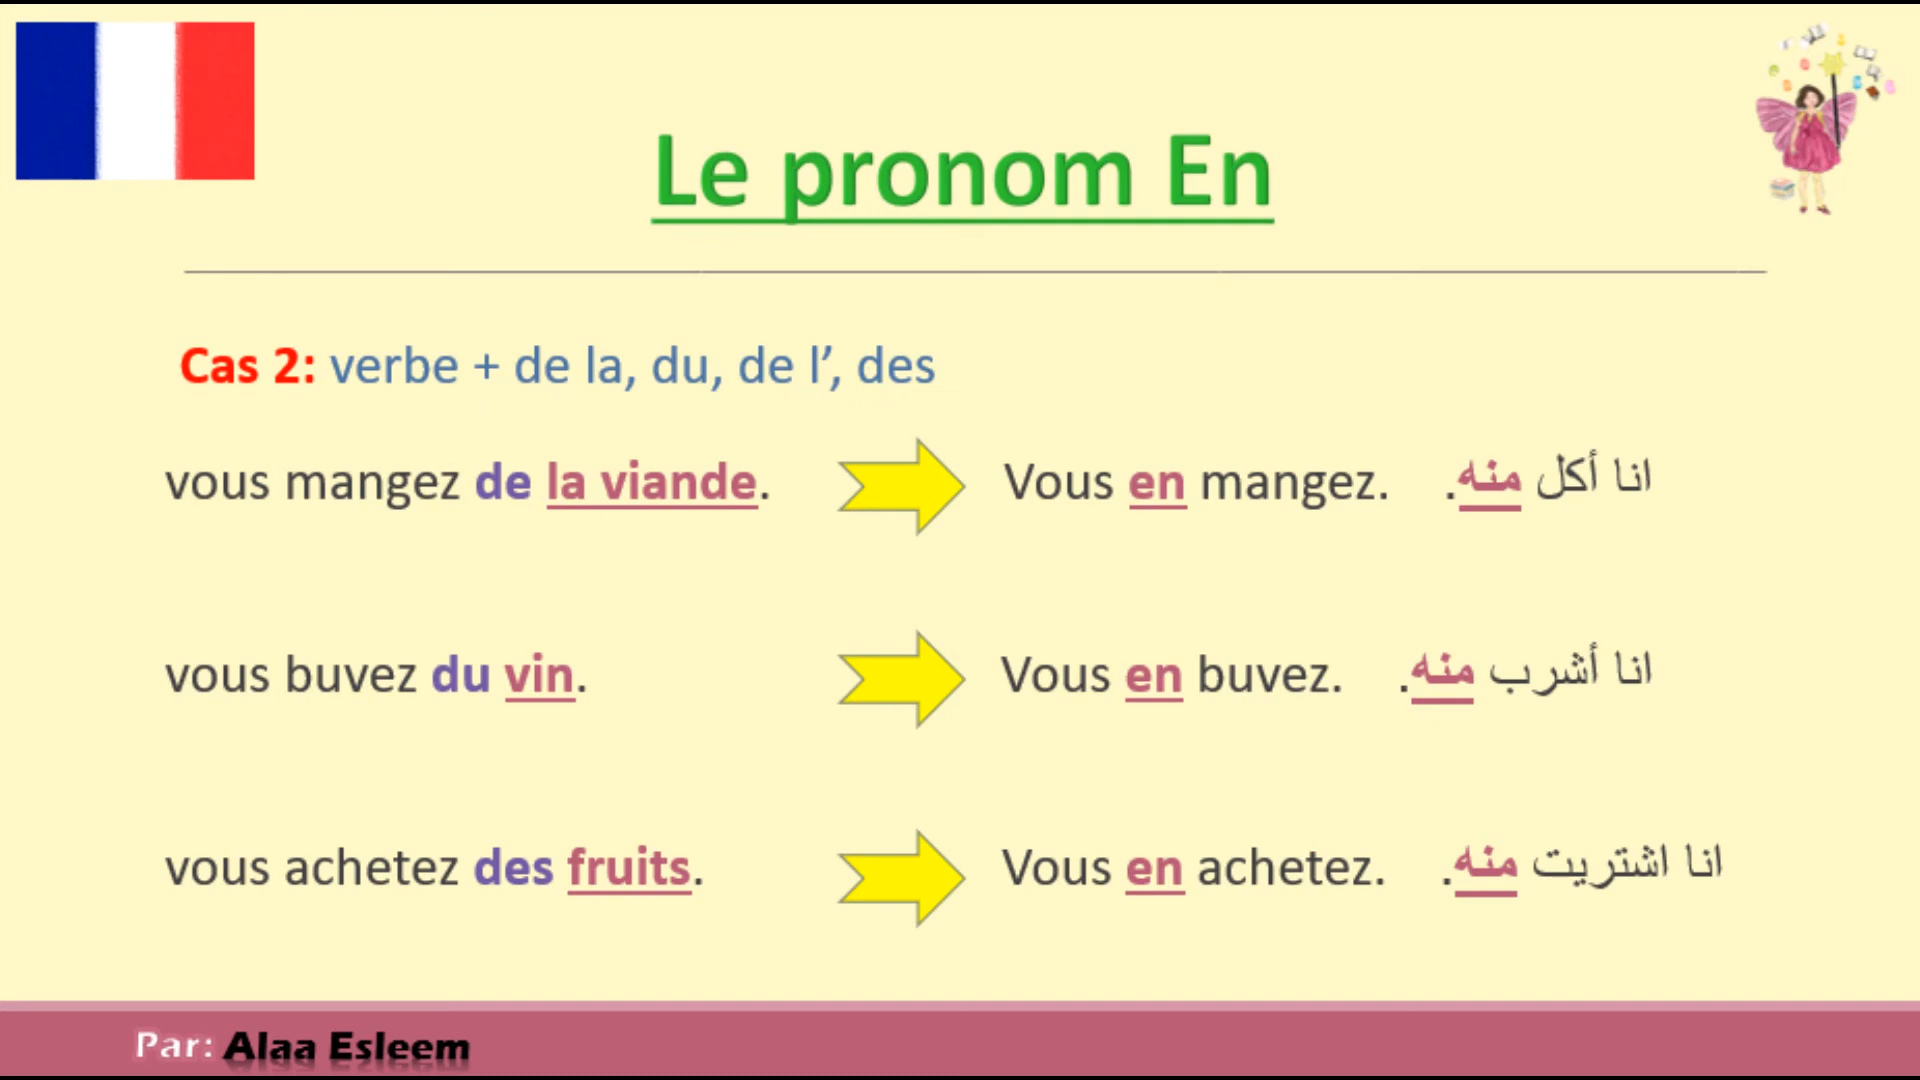 Le pronom En
Cas 2: verbe + de la, du, de l’, des
vous mangez de la viande. Vous en mangez. انا أكل منه.
vous buvez du vin. Vous en buvez. انا أشرب منه.
vous achetez des fruits. Vous en achetez. انا اشتريت منه.
Par: Alaa Esleem